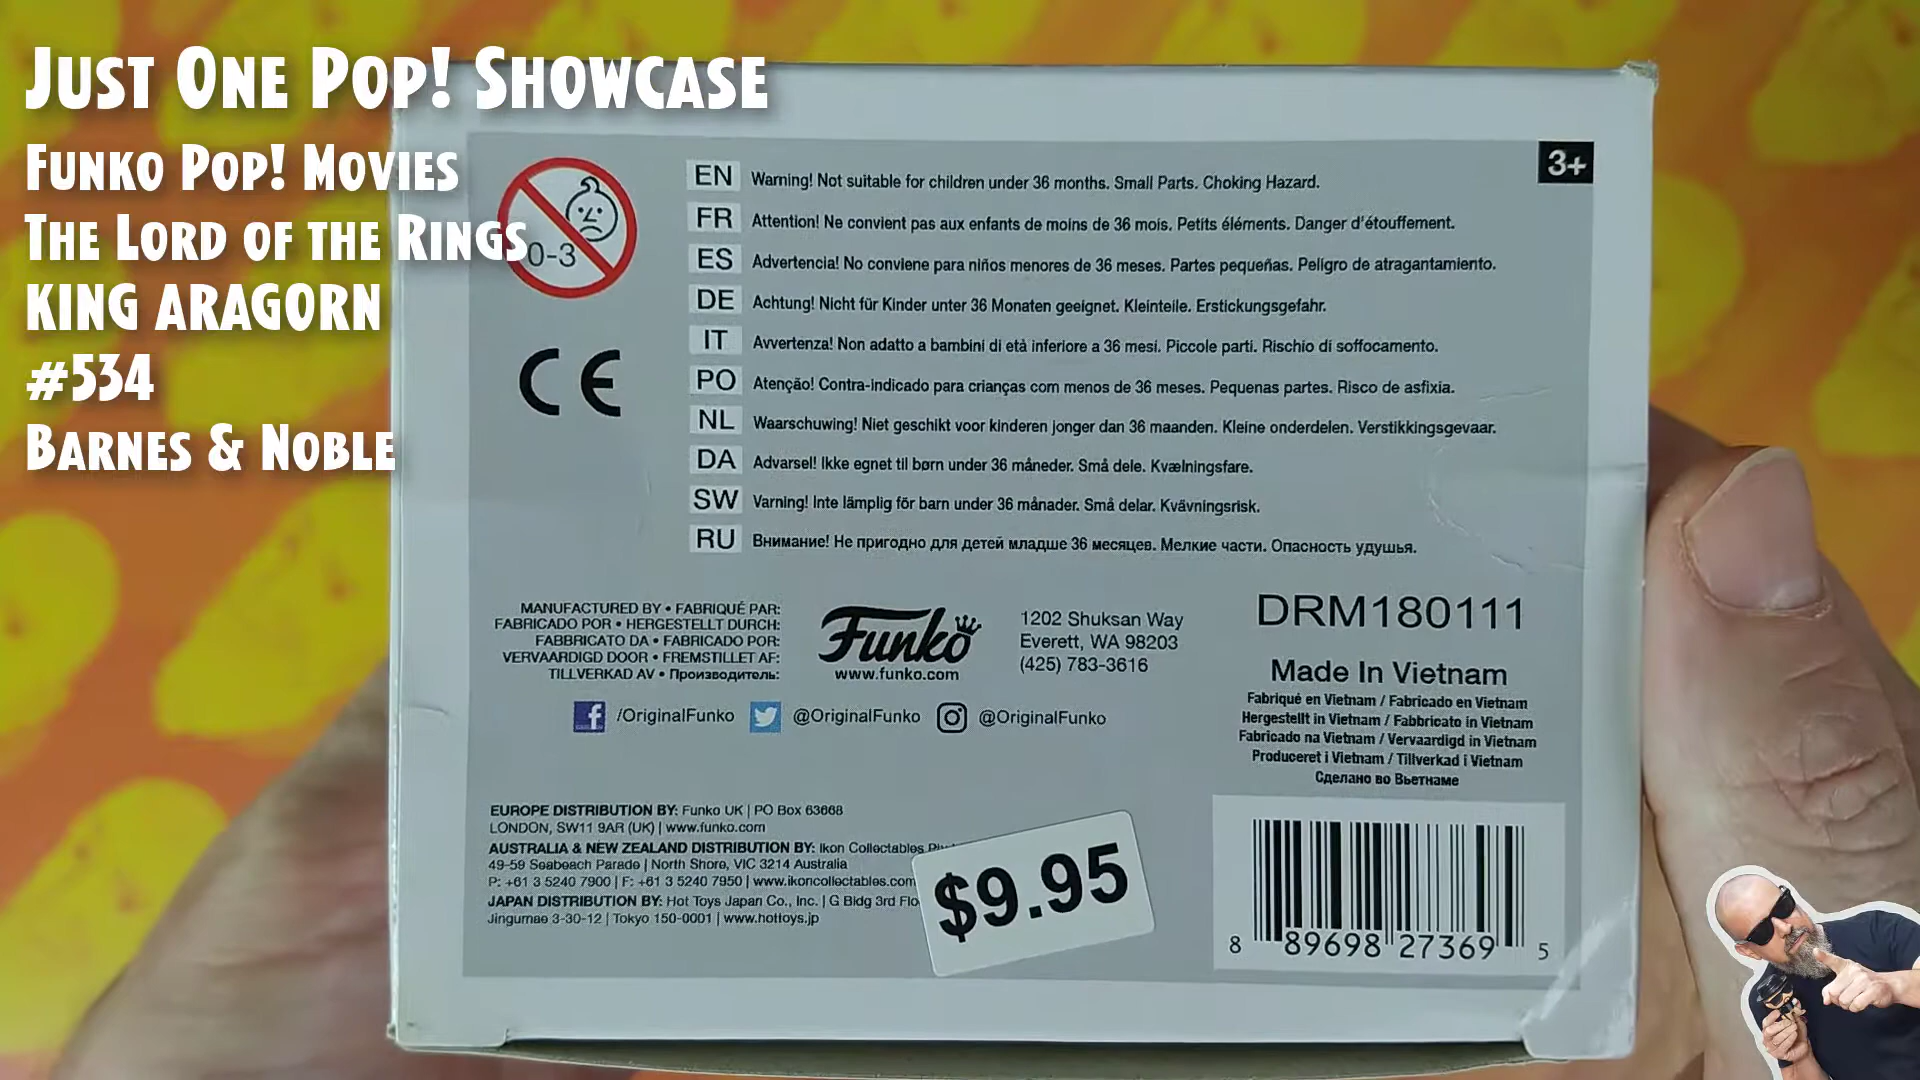 Just One Pop! Showcase
Funko Pop! Movies
The Lord of the Rings
KING ARAGORN
#534
Barnes & Noble
3+
0-3
EN Warning! Not suitable for children under 36 months. Small Parts. Choking Hazard.
FR Attention! Ne convient pas aux enfants de moins de 36 mois. Petits éléments. Danger d'étouffement.
ES Advertencia! No conviene para niños menores de 36 meses. Partes pequeñas. Peligro de atragantamiento.
DE Achtung! Nicht für Kinder unter 36 Monaten geeignet. Kleinteile. Erstickungsgefahr.
IT Avvertenza! Non adatto a bambini di età inferiore a 36 mesi. Piccole parti. Rischio di soffocamento.
PO Atenção! Contra-indicado para crianças com menos de 36 meses. Pequenas partes. Risco de asfixia.
NL Waarschuwing! Niet geschikt voor kinderen jonger dan 36 maanden. Kleine onderdelen. Verstikkingsgevaar.
DA Advarsel! Ikke egnet til børn under 36 måneder. Små dele. Kvælningsfare.
SW Varning! Inte lämplig för barn under 36 månader. Små delar. Kvävningsrisk.
RU Внимание! Не пригодно для детей младше 36 месяцев. Мелкие части. Опасность удушья.
CE
MANUFACTURED BY • FABRIQUÉ PAR:
FABRICADO POR • HERGESTELLT DURCH:
FABBRICATO DA • FABRICADO POR:
VERVAARDIGD DOOR • FREMSTILLET AF:
TILLVERKAD AV • Производитель:
Funko
www.funko.com
1202 Shuksan Way
Everett, WA 98203
(425) 783-3616
/OriginalFunko @OriginalFunko @OriginalFunko
DRM180111
Made In Vietnam
Fabriqué en Vietnam / Fabricado en Vietnam
Hergestellt in Vietnam / Fabbricato in Vietnam
Fabricado na Vietnam / Vervaardigd in Vietnam
Produceret i Vietnam / Tillverkad i Vietnam
Сделано во Вьетнаме
EUROPE DISTRIBUTION BY: Funko UK | PO Box 63668
LONDON, SW11 9AR (UK) | www.funko.com
AUSTRALIA & NEW ZEALAND DISTRIBUTION BY: Ikon Collectables
49-59 Seabeach Parade | North Shore, VIC 3214 Australia
P: +61 3 5240 7900 | F: +61 3 5240 7950 | www.ikoncollectables.com
JAPAN DISTRIBUTION BY: Hot Toys Japan Co., Inc. | G Bldg 3rd
Jingumae 3-30-12 | Tokyo 150-0001 | www.hottoys.jp
$9.95
8 89698 27369 5